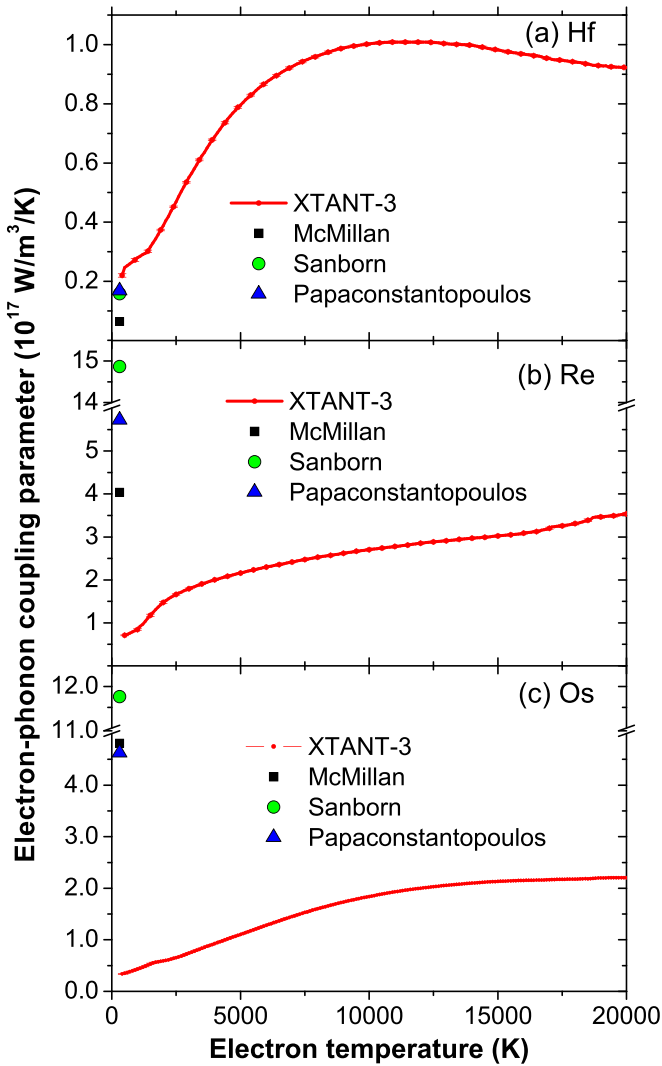 Electron-phonon coupling parameter (10^17 W/m^3/K)
(a) Hf
1.0
0.8
0.6
0.4
0.2
XTANT-3
McMillan
Sanborn
Papaconstantopoulos
(b) Re
15
14
5
4
3
2
1
XTANT-3
McMillan
Sanborn
Papaconstantopoulos
(c) Os
12.0
11.0
4.0
3.0
2.0
1.0
0.0
XTANT-3
McMillan
Sanborn
Papaconstantopoulos
0 5000 10000 15000 20000
Electron temperature (K)